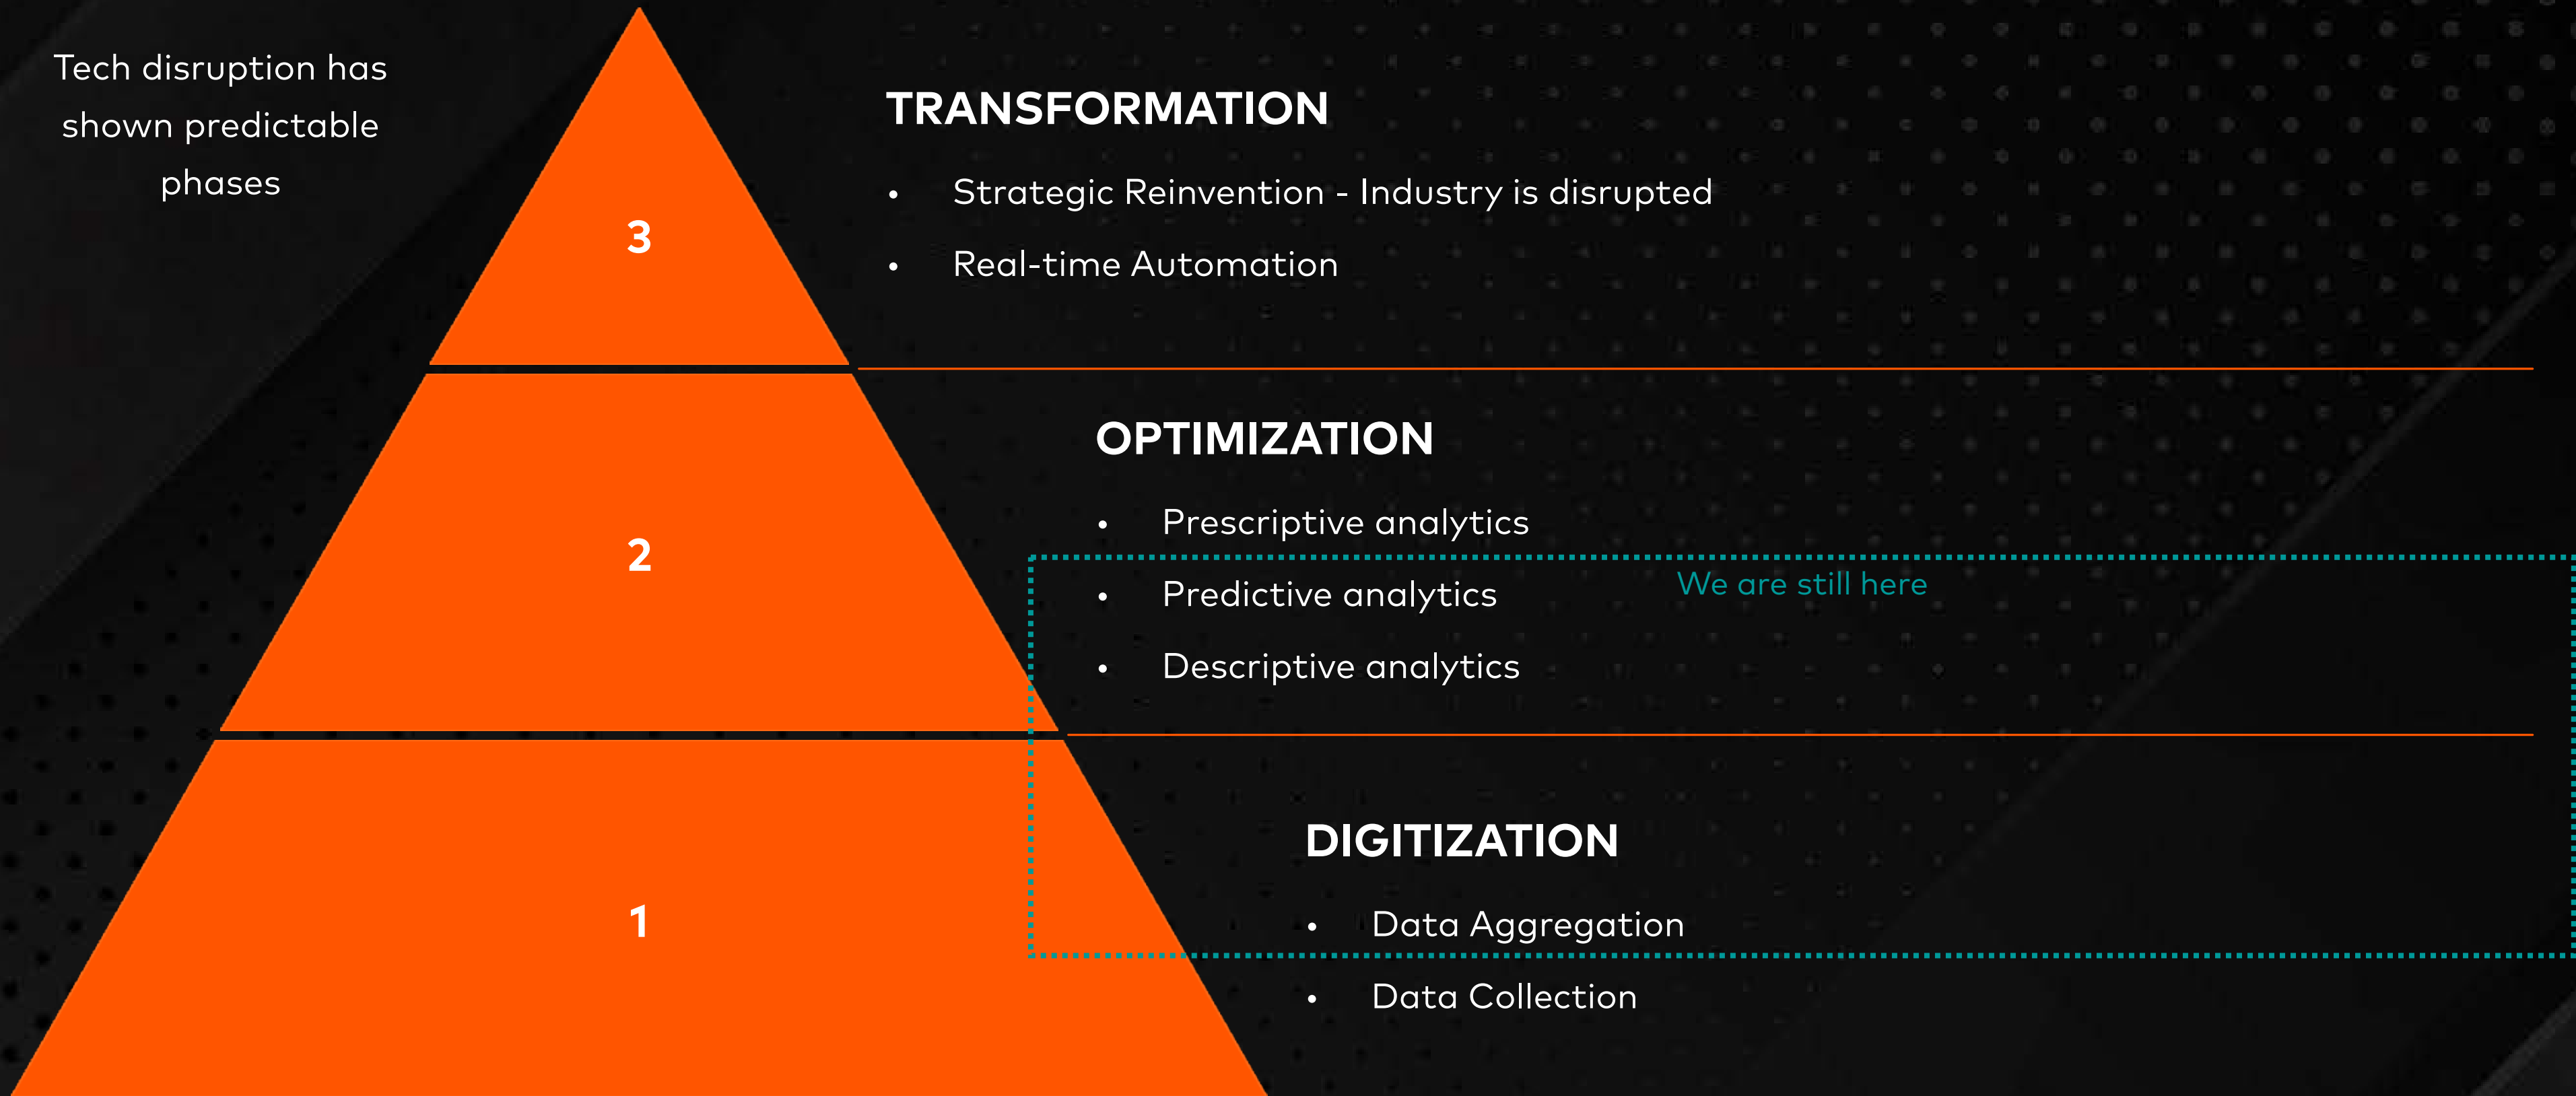 Tech disruption has
shown predictable
phases
3
TRANSFORMATION
• Strategic Reinvention - Industry is disrupted
• Real-time Automation
2
OPTIMIZATION
• Prescriptive analytics
• Predictive analytics
We are still here
• Descriptive analytics
1
DIGITIZATION
• Data Aggregation
• Data Collection